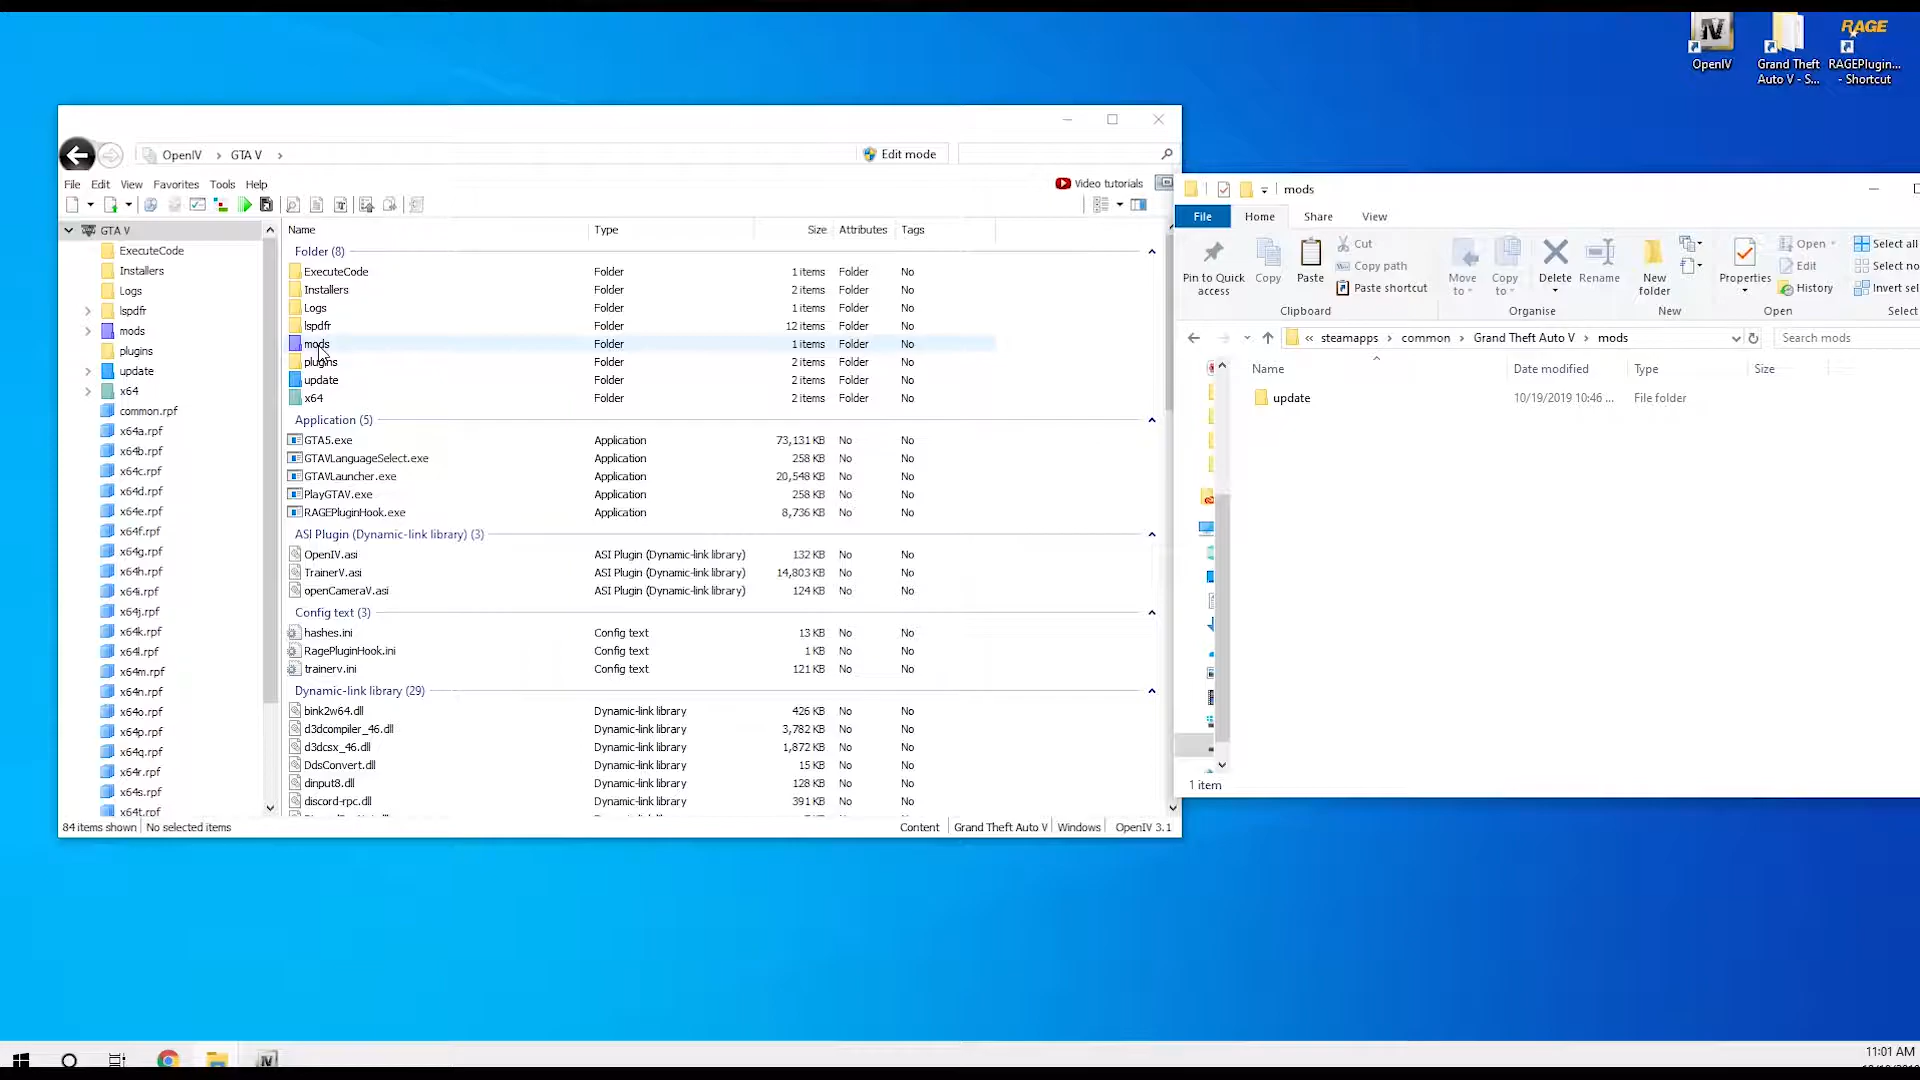 OpenIV
Grand Theft
Auto V - S...
RAGE
RAGEPlugin...
- Shortcut
OpenIV
GTA V
Edit mode
File
Edit
View
Favorites
Tools
Help
Video tutorials
GTA V
ExecuteCode
Installers
Logs
lspdfr
mods
plugins
update
x64
common.rpf
x64a.rpf
x64b.rpf
x64c.rpf
x64d.rpf
x64e.rpf
x64f.rpf
x64g.rpf
x64h.rpf
x64i.rpf
x64j.rpf
x64k.rpf
x64l.rpf
x64m.rpf
x64n.rpf
x64o.rpf
x64p.rpf
x64q.rpf
x64r.rpf
x64s.rpf
x64t.rpf
Name Type Size Attributes Tags
Folder (8)
ExecuteCode Folder 1 items Folder No
Installers Folder 2 items Folder No
Logs Folder 1 items Folder No
lspdfr Folder 12 items Folder No
mods Folder 1 items Folder No
plugins Folder 2 items Folder No
update Folder 2 items Folder No
x64 Folder 2 items Folder No
Application (5)
GTA5.exe Application 73,131 KB No No
GTAVLanguageSelect.exe Application 258 KB No No
GTAVLauncher.exe Application 20,548 KB No No
PlayGTAV.exe Application 258 KB No No
RAGEPluginHook.exe Application 8,736 KB No No
ASI Plugin (Dynamic-link library) (3)
OpenIV.asi ASI Plugin (Dynamic-link library) 132 KB No No
TrainerV.asi ASI Plugin (Dynamic-link library) 14,803 KB No No
openCameraV.asi ASI Plugin (Dynamic-link library) 124 KB No No
Config text (3)
hashes.ini Config text 13 KB No No
RagePluginHook.ini Config text 1 KB No No
trainerv.ini Config text 121 KB No No
Dynamic-link library (29)
bink2w64.dll Dynamic-link library 426 KB No No
d3dcompiler_46.dll Dynamic-link library 3,782 KB No No
d3dcsx_46.dll Dynamic-link library 1,872 KB No No
DdsConvert.dll Dynamic-link library 15 KB No No
dinput8.dll Dynamic-link library 128 KB No No
discord-rpc.dll Dynamic-link library 391 KB No No
84 items shown No selected items Content Grand Theft Auto V Windows OpenIV 3.1
mods
File Home Share View
Pin to Quick
access
Copy
Paste
Cut
Copy path
Paste shortcut
Clipboard
Move
to
Copy
to
Delete
Rename
Organise
New
folder
New
Properties
Open
Edit
History
Open
Select all
Select no
Invert sel
Select
« steamapps Common Grand Theft Auto V mods
Search mods
Name Date modified Type Size
update 10/19/2019 10:46 ... File folder
1 item
11:01 AM